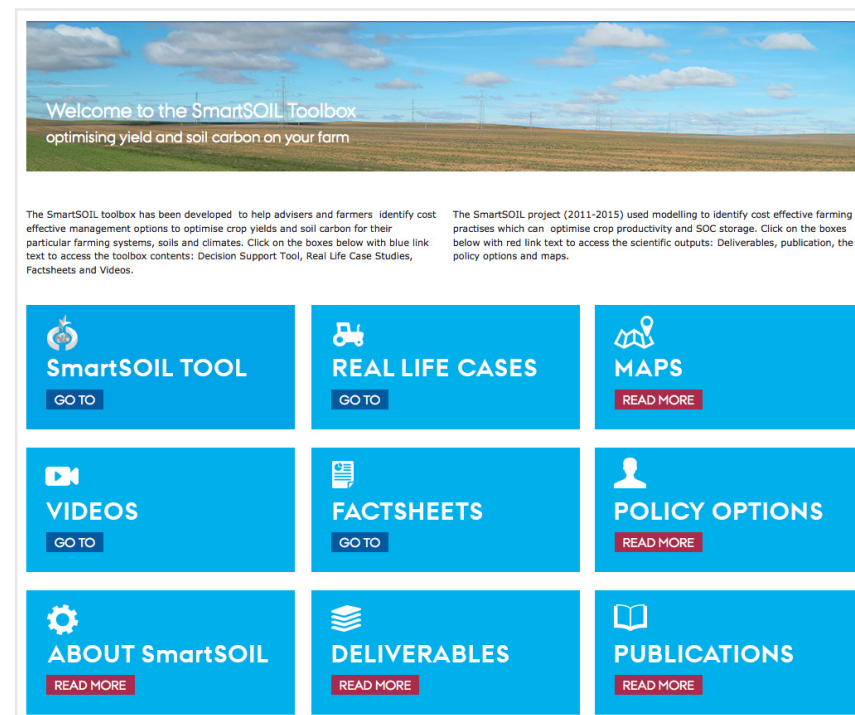 Welcome to the SmartSOIL Toolbox
optimising yield and soil carbon on your farm
The SmartSOIL toolbox has been developed to help advisers and farmers identify cost
effective management options to optimise crop yields and soil carbon for their
particular farming systems, soils and climates. Click on the boxes below with blue link
text to access the toolbox contents: Decision Support Tool, Real Life Case Studies,
Factsheets and Videos.
The SmartSOIL project (2011-2015) used modelling to identify cost effective farming
practises which can optimise crop productivity and SOC storage. Click on the boxes
below with red link text to access the scientific outputs: Deliverables, publication, the
policy options and maps.
SmartSOIL TOOL
GO TO
REAL LIFE CASES
GO TO
MAPS
READ MORE
VIDEOS
GO TO
FACTSHEETS
GO TO
POLICY OPTIONS
READ MORE
ABOUT SmartSOIL
READ MORE
DELIVERABLES
READ MORE
PUBLICATIONS
READ MORE